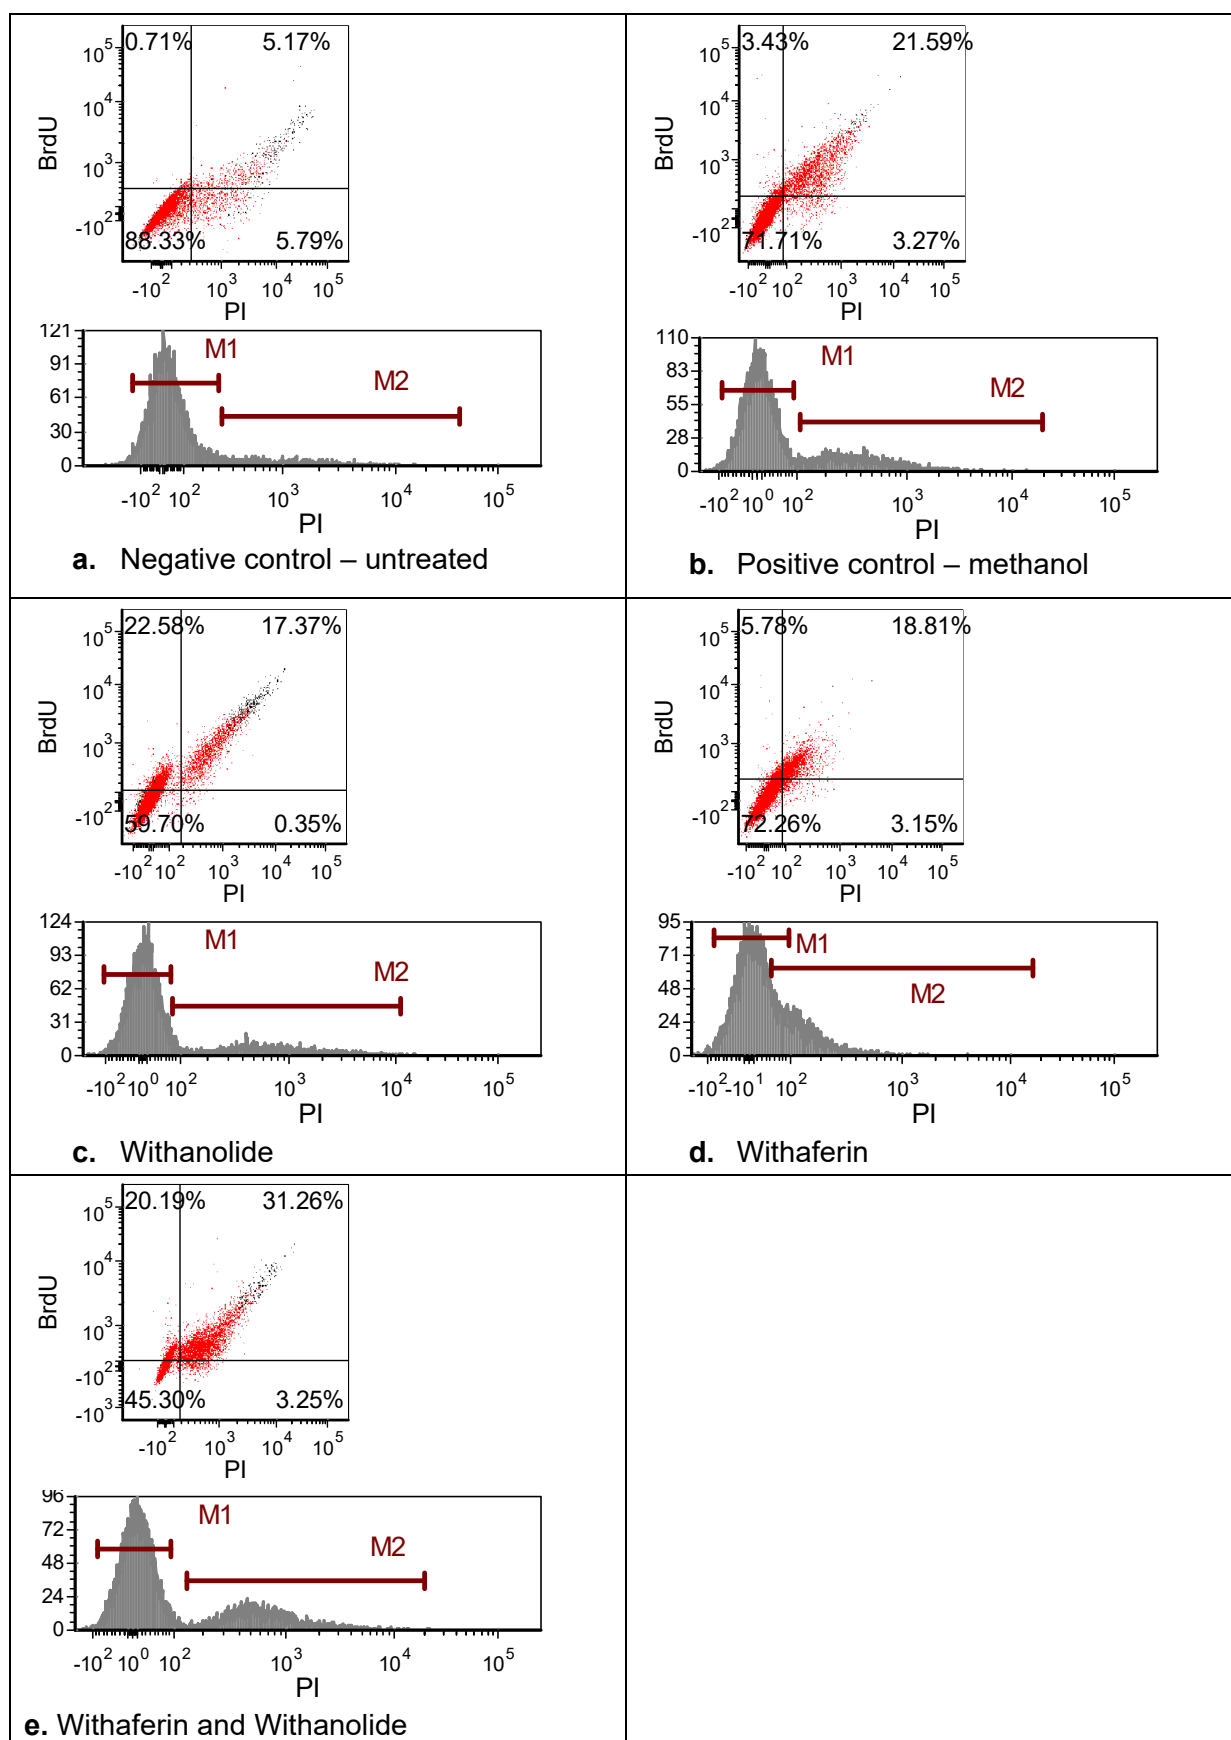 0.71% 5.17%
10^5
10^4
10^3
-10^2
BrdU
88.33% 5.79%
-10^2 10^3 10^4 10^5
PI
121
91
61
30
0
M1
M2
-10^2 10^2 10^3 10^4 10^5
PI
a. Negative control – untreated
3.43% 21.59%
10^5
10^4
10^3
-10^2
BrdU
71.71% 3.27%
-10^2 10^2 10^3 10^4 10^5
PI
110
83
55
28
0
M1
M2
-10^2 10^0 10^2 10^3 10^4 10^5
PI
b. Positive control – methanol
22.58% 17.37%
10^5
10^4
10^3
-10^2
BrdU
59.70% 0.35%
-10^2 10^2 10^3 10^4 10^5
PI
124
93
62
31
0
M1
M2
-10^2 10^0 10^2 10^3 10^4 10^5
PI
c. Withanolide
5.78% 18.81%
10^5
10^4
10^3
-10^2
BrdU
72.26% 3.15%
-10^2 10^2 10^3 10^4 10^5
PI
95
71
48
24
0
M1
M2
-10^2 -10^1 10^2 10^3 10^4 10^5
PI
d. Withaferin
20.19% 31.26%
10^5
10^4
10^3
-10^2
-10^3
BrdU
45.30% 3.25%
-10^2 10^3 10^4 10^5
PI
96
72
48
24
0
M1
M2
-10^2 10^0 10^2 10^3 10^4 10^5
PI
e. Withaferin and Withanolide